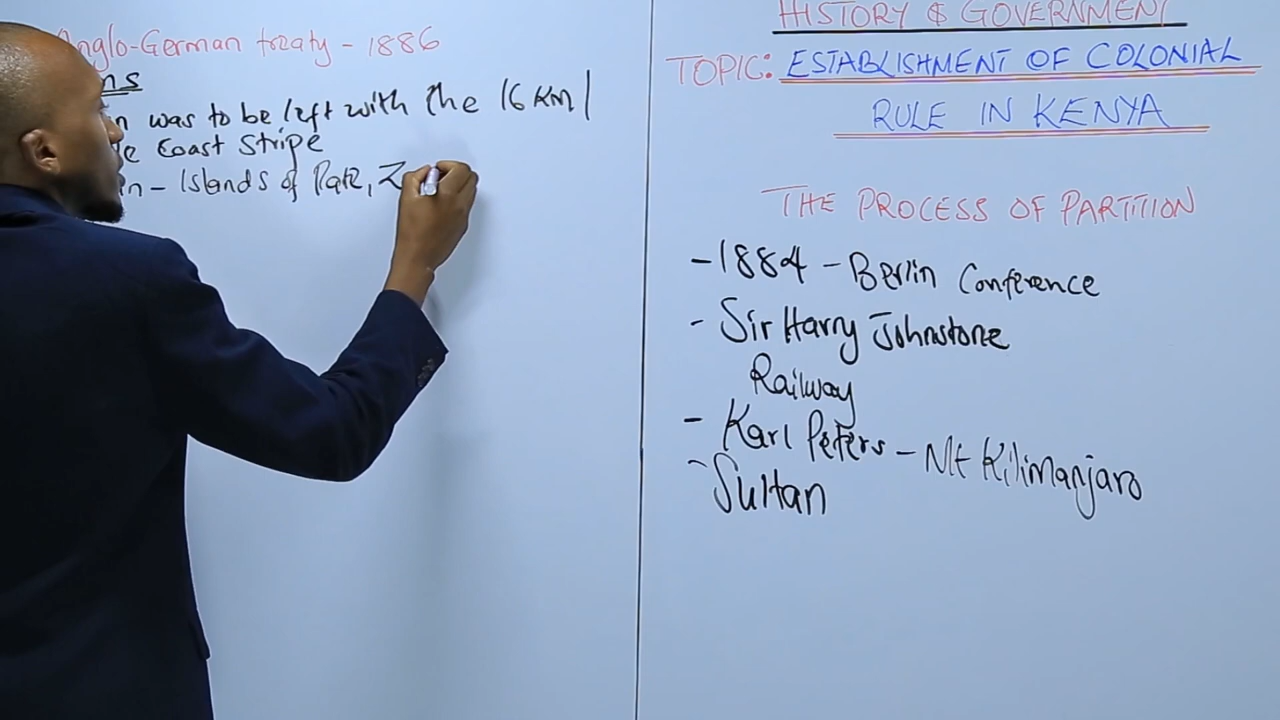 Anglo-German treaty - 1886
was to be left with the 16 KM
Coast Stripe
- Islands of Pate, Z
HISTORY & GOVERNMENT
TOPIC: ESTABLISHMENT OF COLONIAL
RULE IN KENYA
THE PROCESS OF PARTITION
- 1884 - Berlin Conference
- Sir Harry Johnstone
Railway
- Karl Peters - Mt Kilimanjaro
- Sultan